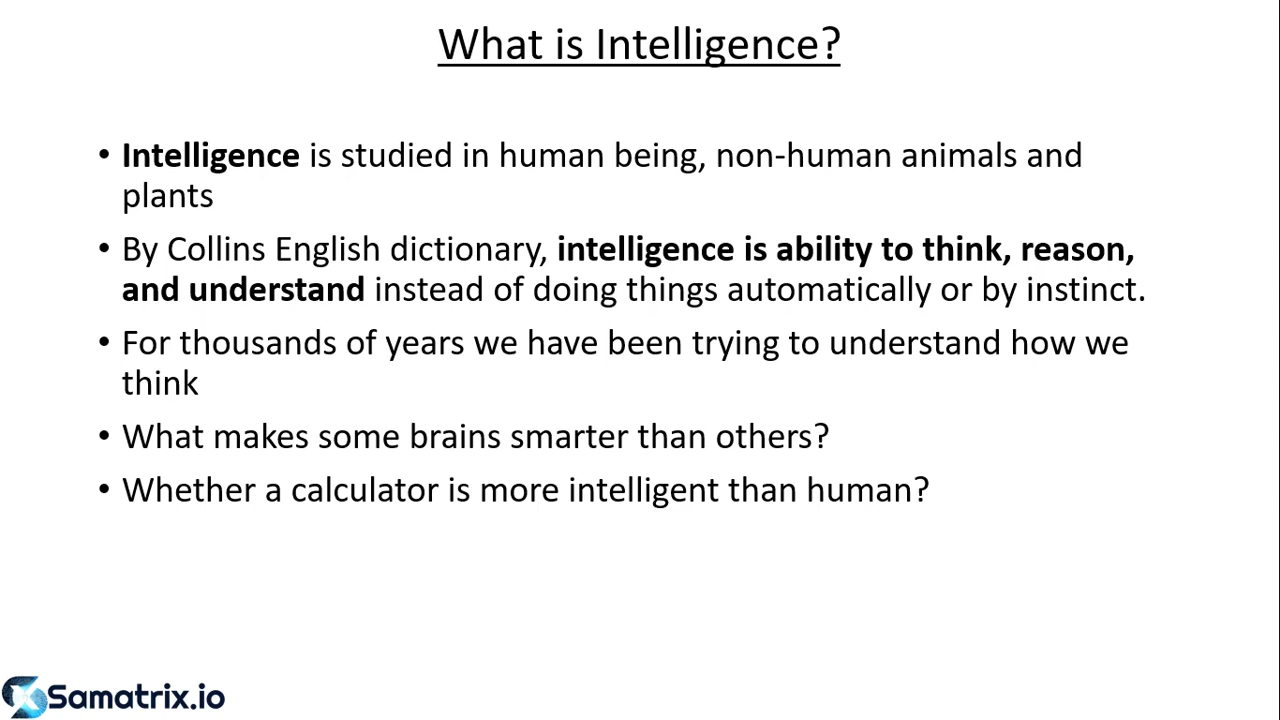 What is Intelligence?
• Intelligence is studied in human being, non-human animals and
plants
• By Collins English dictionary, intelligence is ability to think, reason,
and understand instead of doing things automatically or by instinct.
• For thousands of years we have been trying to understand how we
think
• What makes some brains smarter than others?
• Whether a calculator is more intelligent than human?
Samatrix.io